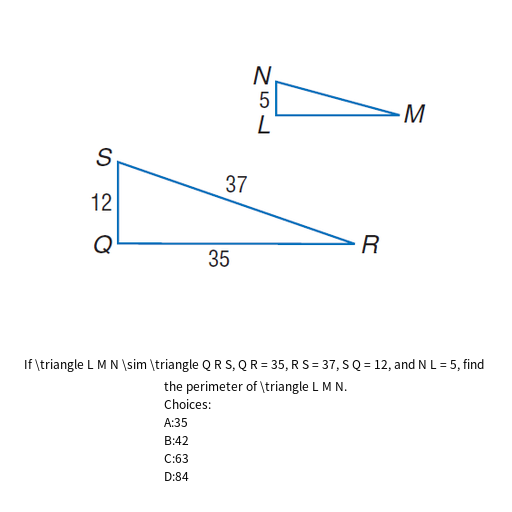 N
5
M
L
S
37
12
Q
R
35
If \triangle L M N \sim \triangle Q R S, Q R = 35, R S = 37, S Q = 12, and N L = 5, find
the perimeter of \triangle L M N.
Choices:
A:35
B:42
C:63
D:84